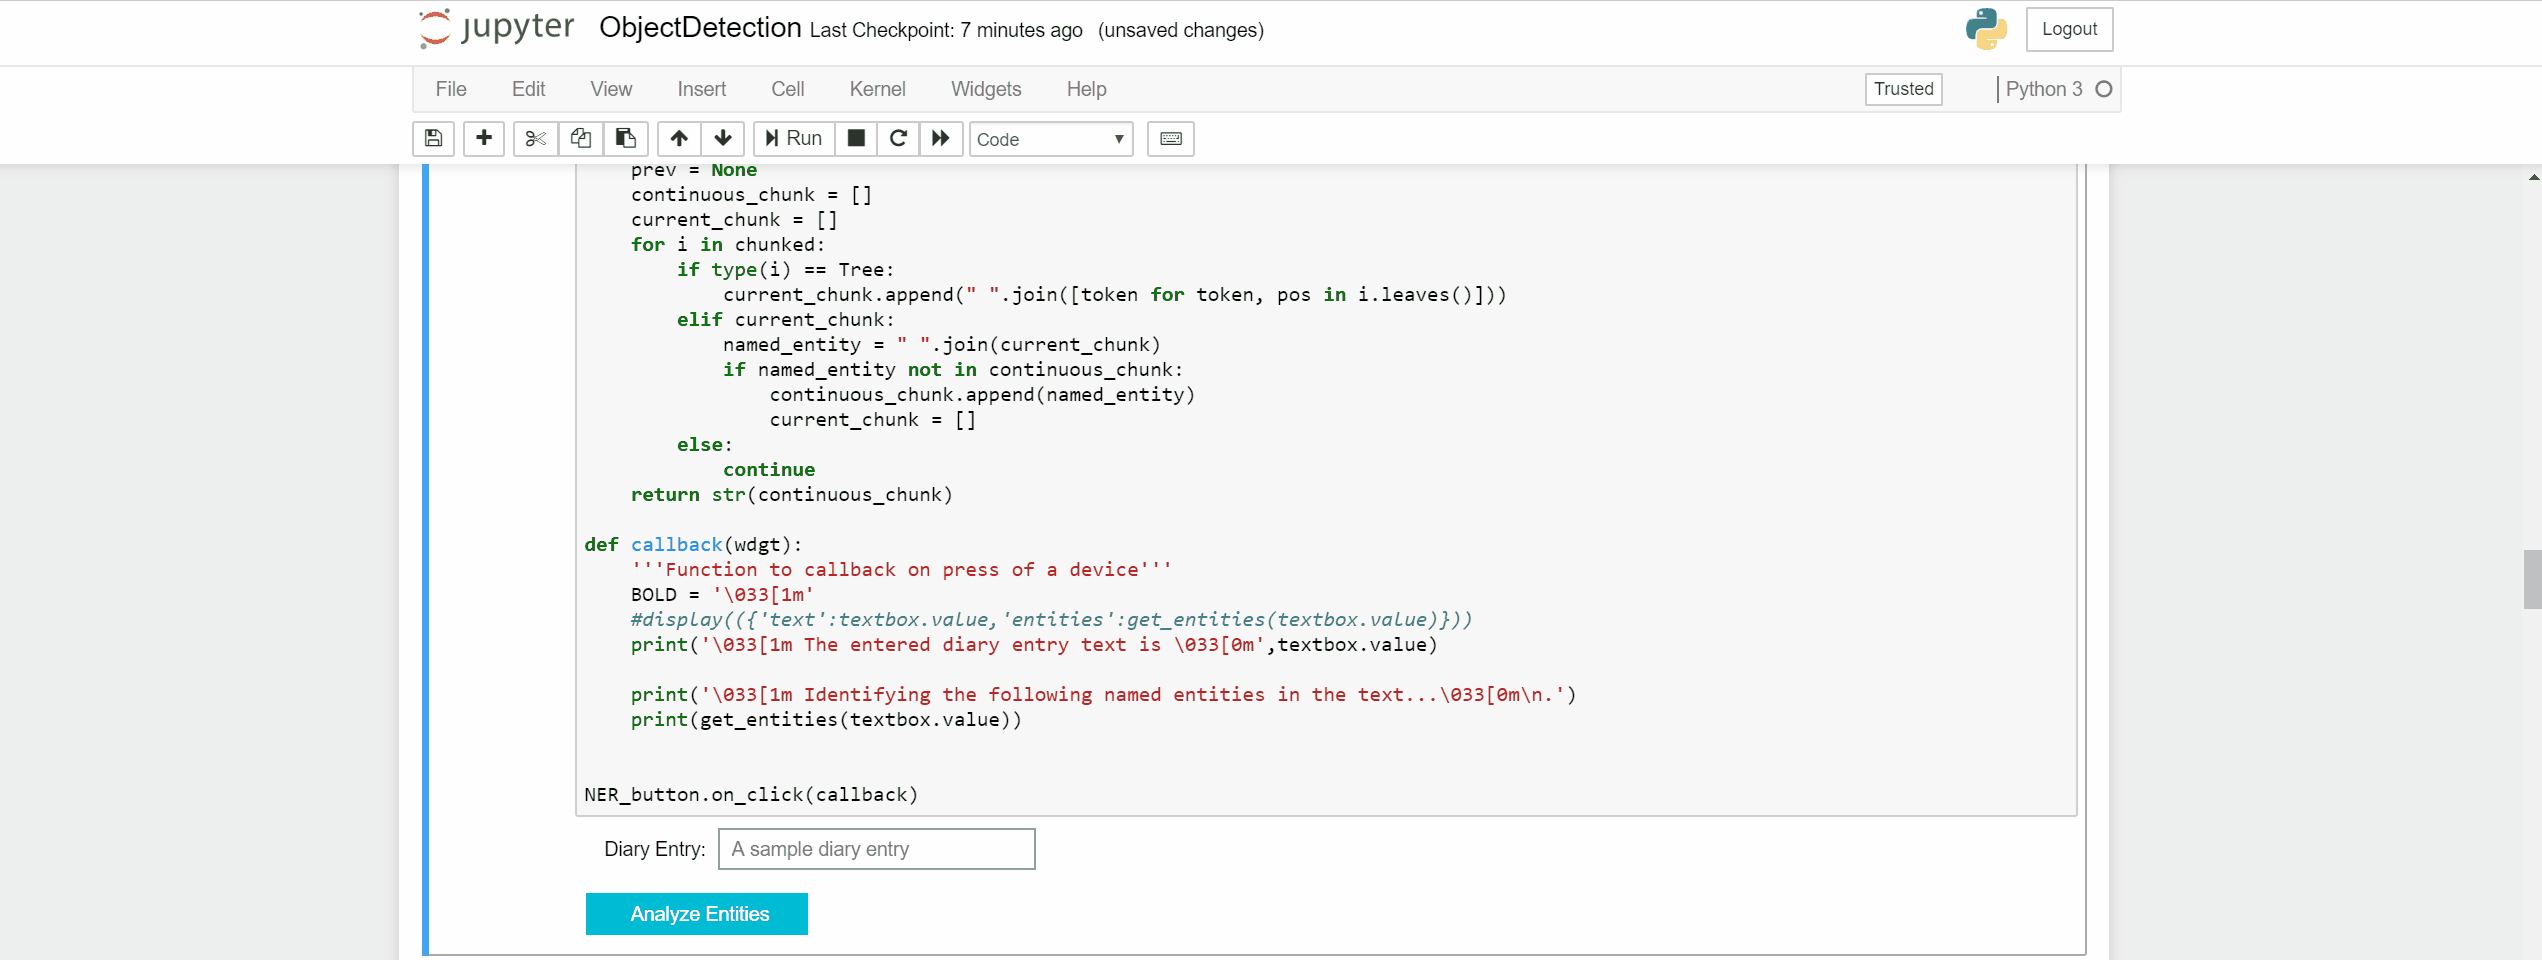 jupyter ObjectDetection Last Checkpoint: 7 minutes ago (unsaved changes) Logout
File Edit View Insert Cell Kernel Widgets Help Trusted Python 3
Run Code
    prev = None
    continuous_chunk = []
    current_chunk = []
    for i in chunked:
        if type(i) == Tree:
            current_chunk.append(" ".join([token for token, pos in i.leaves()]))
        elif current_chunk:
            named_entity = " ".join(current_chunk)
            if named_entity not in continuous_chunk:
                continuous_chunk.append(named_entity)
                current_chunk = []
        else:
            continue
    return str(continuous_chunk)
def callback(wdgt):
    '''Function to callback on press of a device'''
    BOLD = '\033[1m'
    #display(({'text':textbox.value,'entities':get_entities(textbox.value)}))
    print('\033[1m The entered diary entry text is \033[0m',textbox.value)
    print('\033[1m Identifying the following named entities in the text...\033[0m\n.')
    print(get_entities(textbox.value))
NER_button.on_click(callback)
Diary Entry: A sample diary entry
Analyze Entities